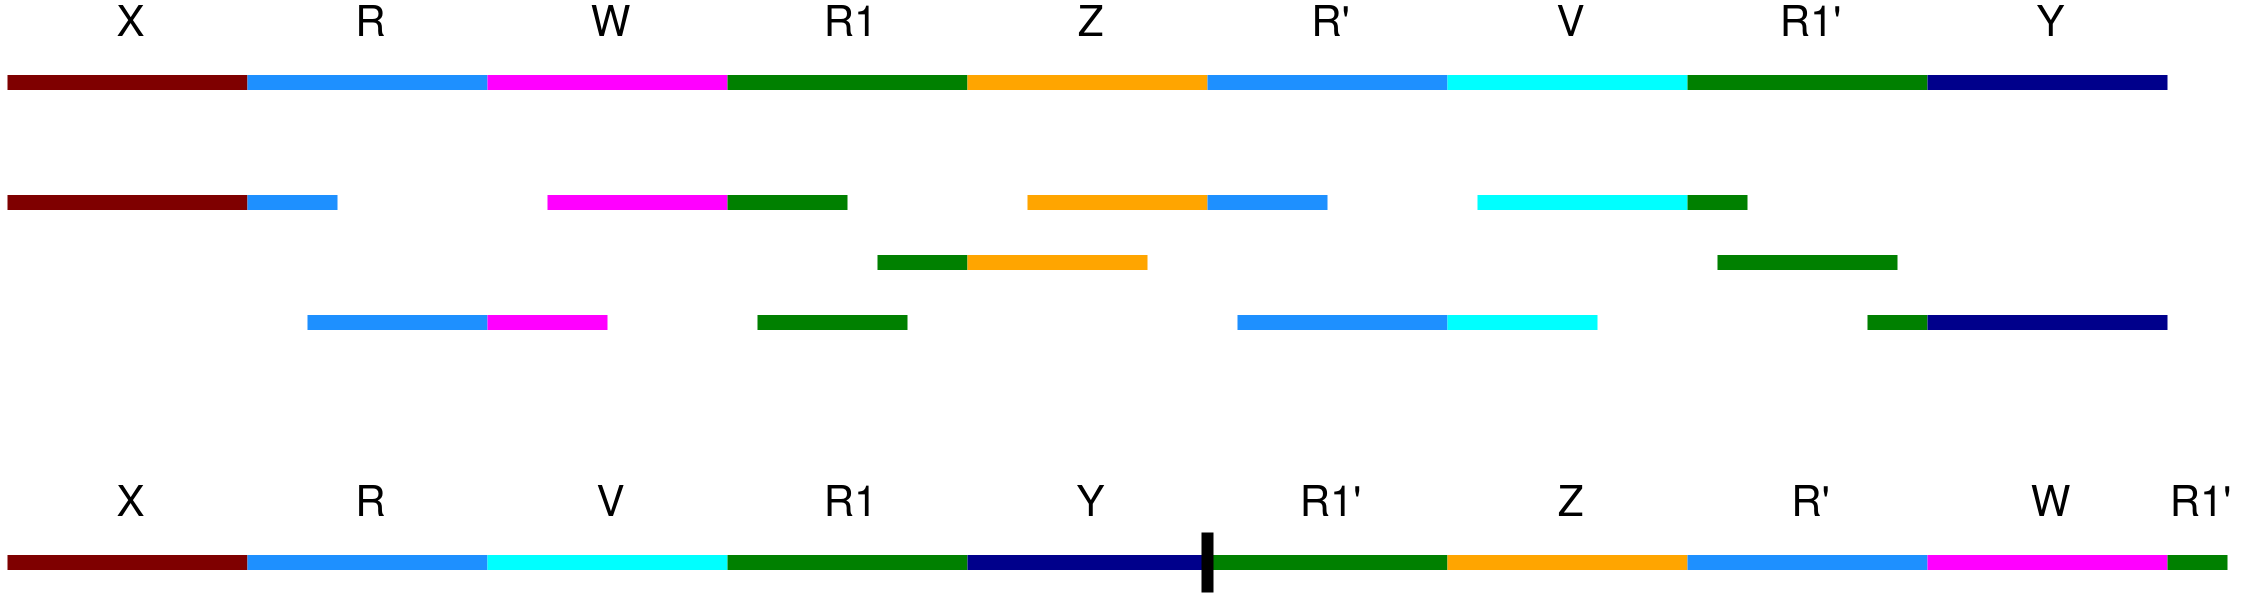 X R W R1 Z R' V R1' Y
X R V R1 Y R1' Z R' W R1'